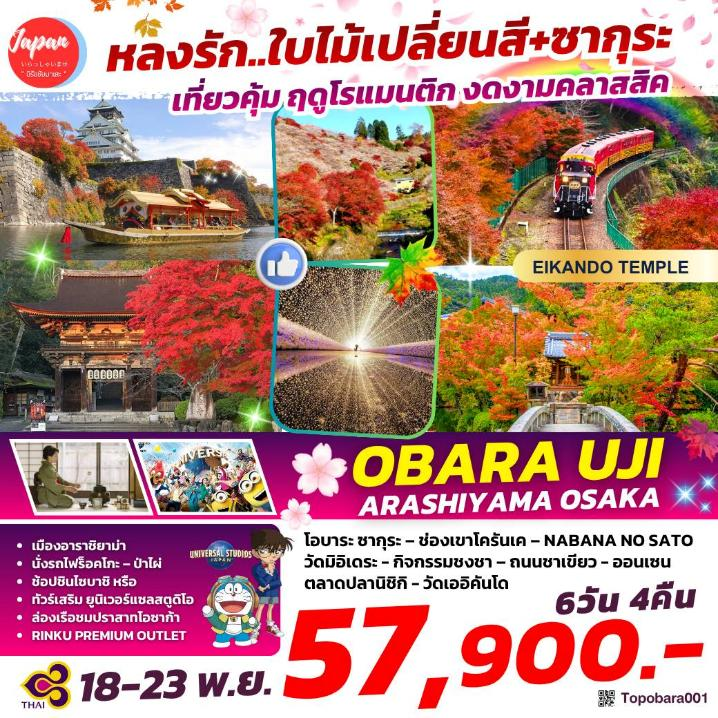 Japan
いらっしゃいませ
"อิรัชชัยมาเสะ"
หลงรัก..ใบไม้เปลี่ยนสี+ซากุระ
เที่ยวคุ้ม ฤดูโรแมนติก งดงามคลาสสิค
EIKANDO TEMPLE
UNIVERSAL
OBARA UJI
ARASHIYAMA OSAKA
• เมืองอาราชิยาม่า
• นั่งรถไฟร็อคโกะ – ป่าไผ่
• ช้อปชินไซบาชิ หรือ
• ทัวร์เสริม ยูนิเวอร์แซลสตูดิโอ
• ล่องเรือชมปราสาทโอซาก้า
• RINKU PREMIUM OUTLET
UNIVERSAL STUDIOS
JAPAN
โอบาระ ซากุระ – ช่องเขาโครันเค – NABANA NO SATO
วัดมิอิเดระ - กิจกรรมชงชา – ถนนชาเขียว - ออนเซน
ตลาดปลานิชิกิ - วัดเออิคันโด
6วัน 4คืน
57,900.-
THAI
18-23 พ.ย.
Topobara001